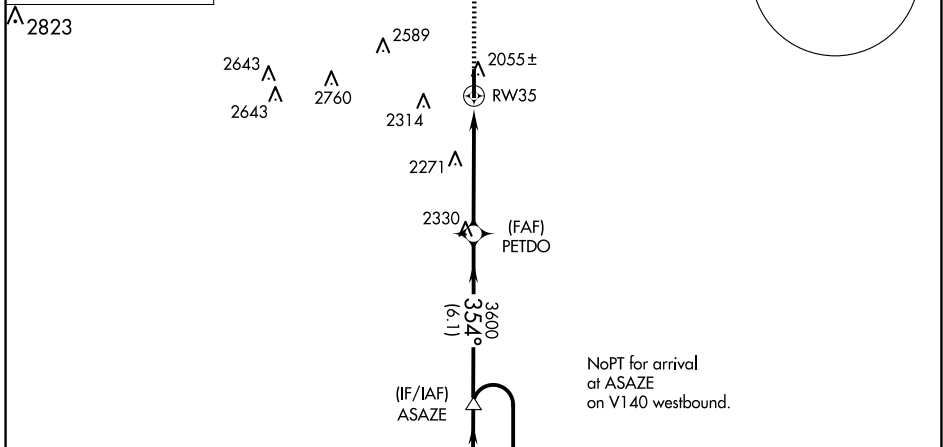 2823
2589
2643
2055±
2760
RW35
2643
2314
2271
2330
(FAF)
PETDO
3600
354°
(6.1)
NoPT for arrival
at ASAZE
on V140 westbound.
(IF/IAF)
ASAZE